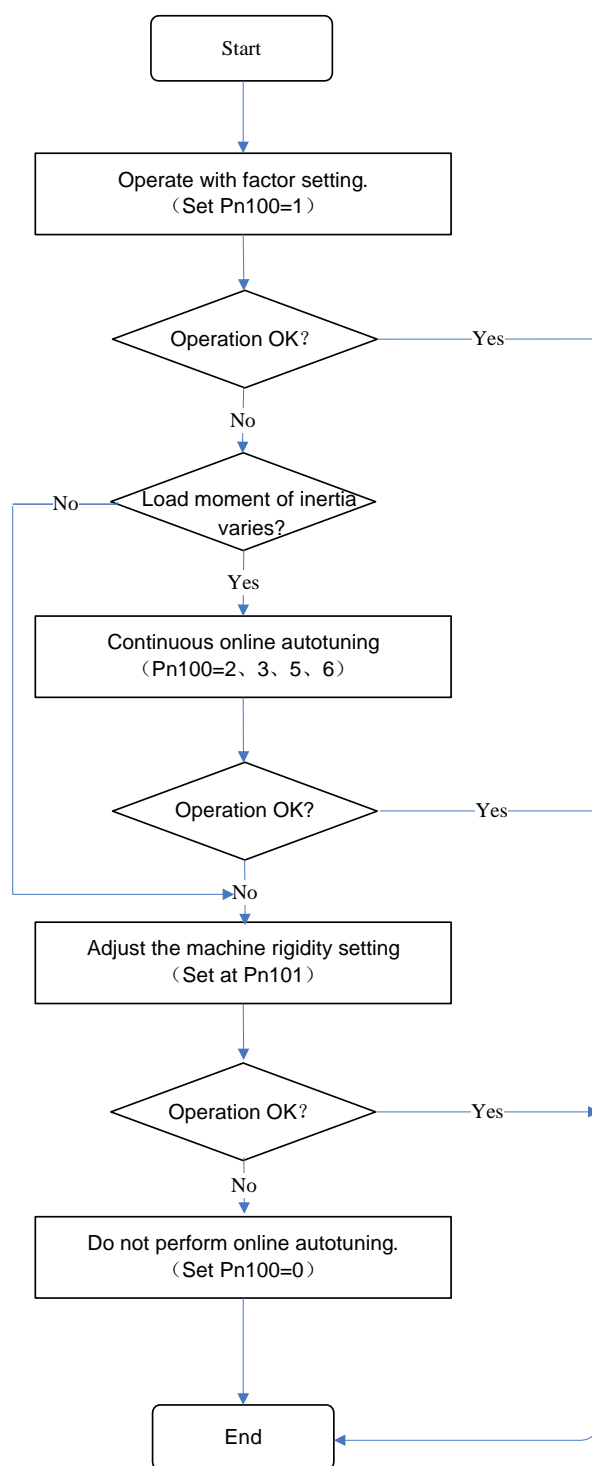 Start
Operate with factor setting.
（Set Pn100=1）
Operation OK？
Yes
No
Load moment of inertia
varies?
No
Yes
Continuous online autotuning
（Pn100=2、3、5、6）
Operation OK?
Yes
No
Adjust the machine rigidity setting
（Set at Pn101）
Operation OK？
Yes
No
Do not perform online autotuning.
（Set Pn100=0）
End